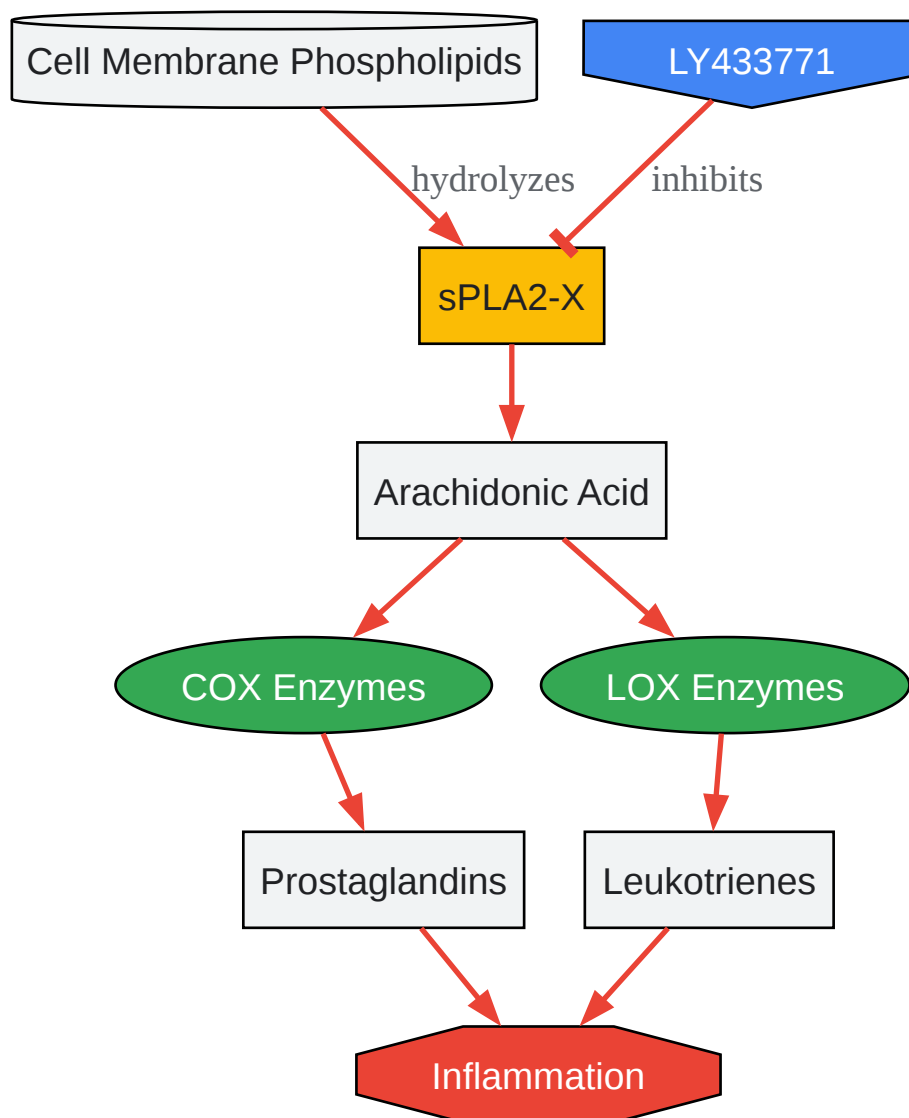 Cell Membrane Phospholipids
LY433771
hydrolyzes
inhibits
sPLA2-X
Arachidonic Acid
COX Enzymes
LOX Enzymes
Prostaglandins
Leukotrienes
Inflammation